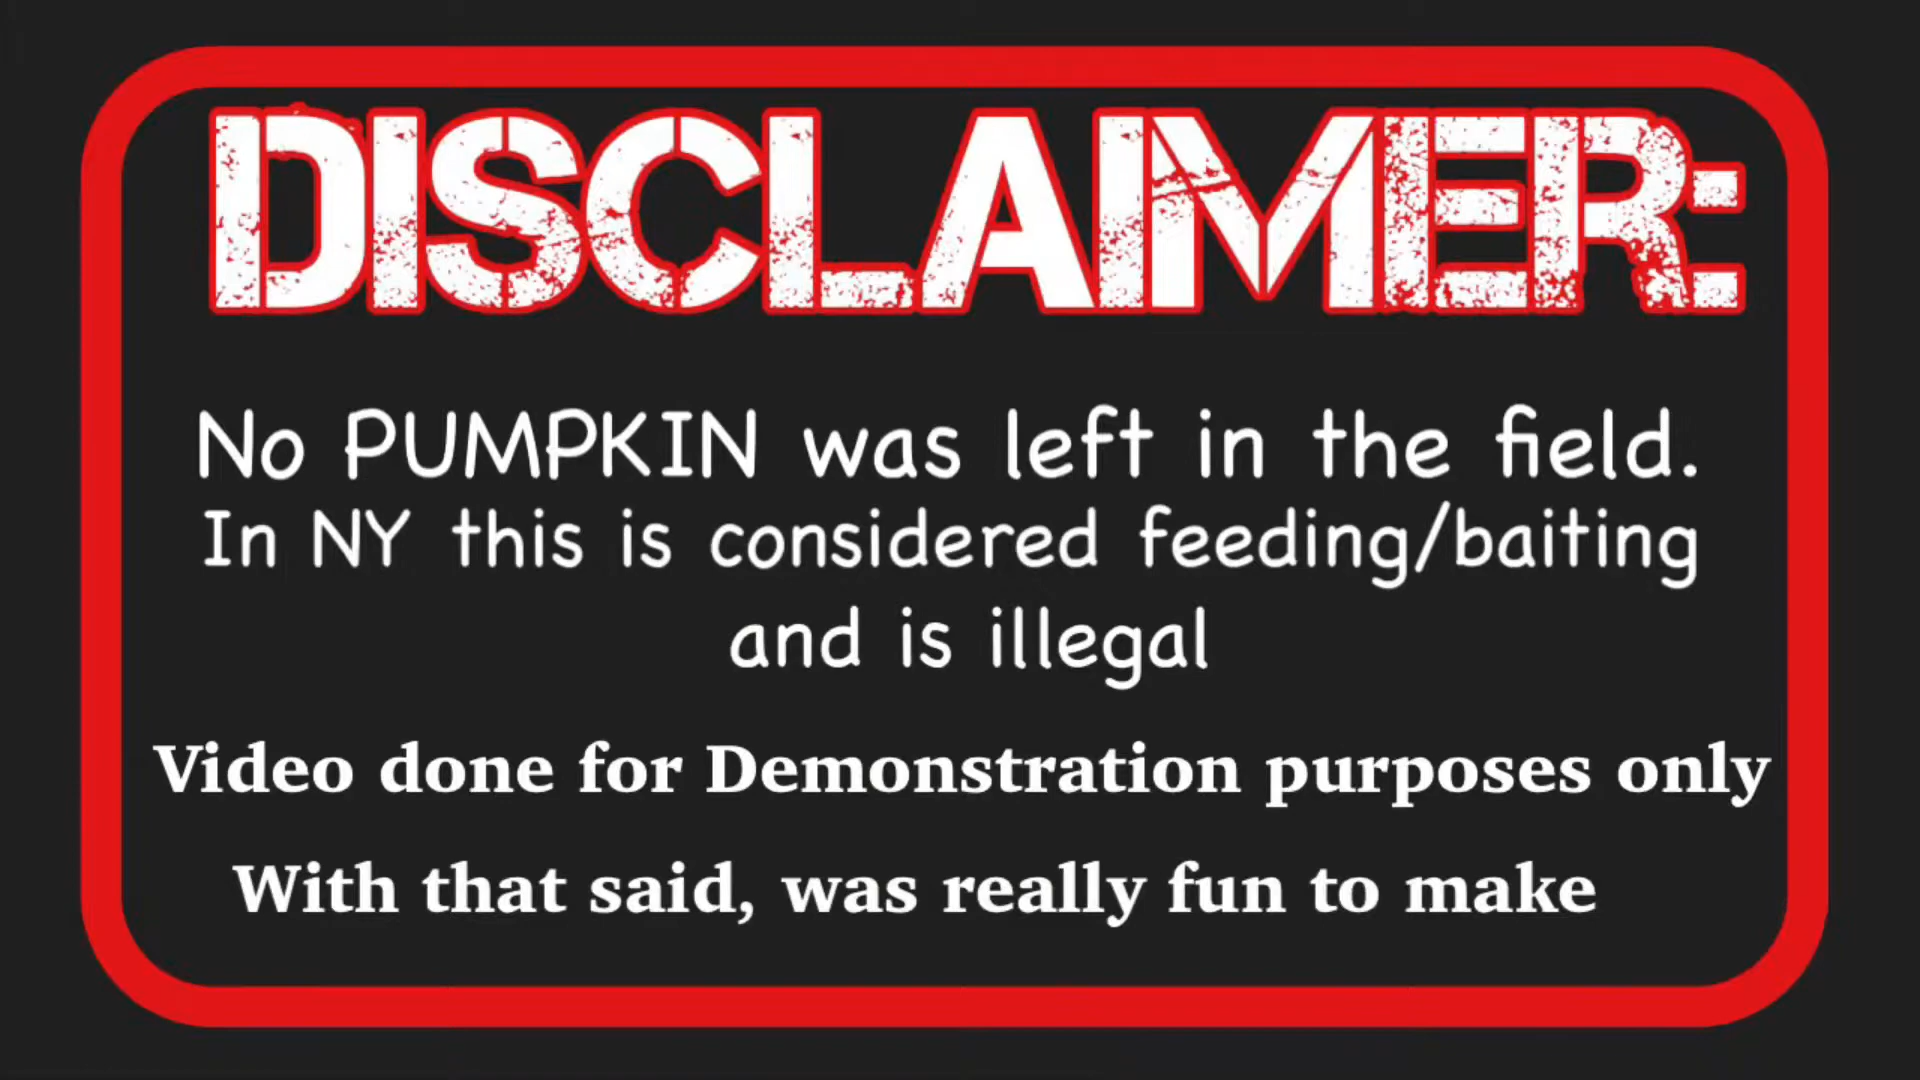 DISCLAIMER:
No PUMPKIN was left in the field.
In NY this is considered feeding/baiting
and is illegal
Video done for Demonstration purposes only
With that said, was really fun to make